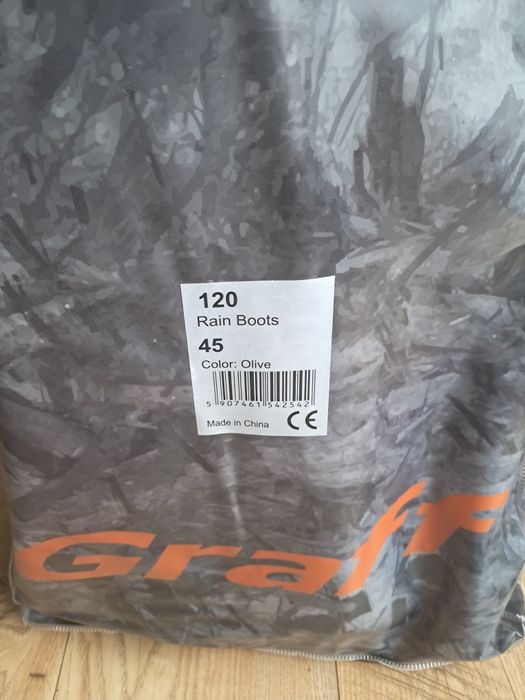 120
Rain Boots
45
Color: Olive
5 907461 542542
Made in China CE
Graff